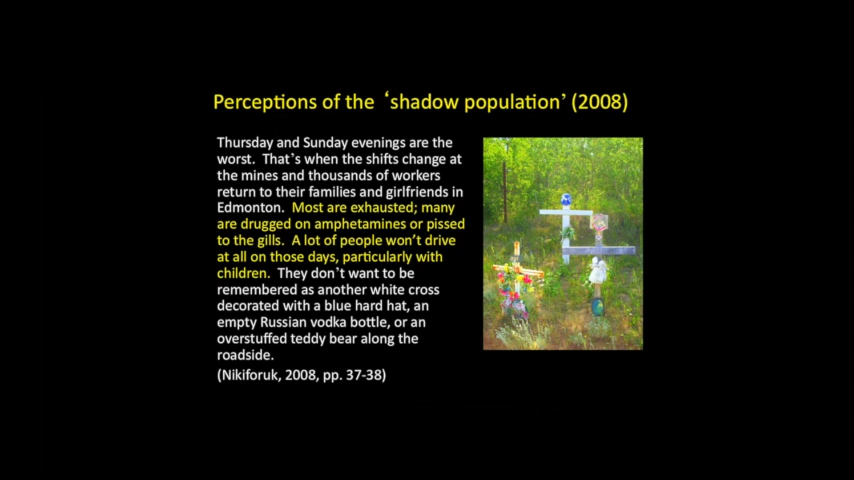 Perceptions of the ‘shadow population’ (2008)
Thursday and Sunday evenings are the
worst.  That’s when the shifts change at
the mines and thousands of workers
return to their families and girlfriends in
Edmonton.  Most are exhausted; many
are drugged on amphetamines or pissed
to the gills.  A lot of people won’t drive
at all on those days, particularly with
children.  They don’t want to be
remembered as another white cross
decorated with a blue hard hat, an
empty Russian vodka bottle, or an
overstuffed teddy bear along the
roadside.
(Nikiforuk, 2008, pp. 37-38)